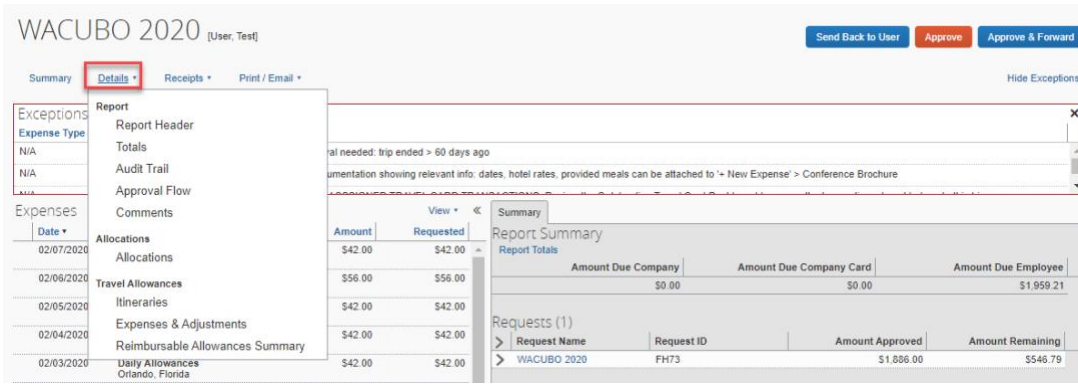 WACUBO 2020 [User, Test]
Send Back to User Approve Approve & Forward
Summary Details Receipts Print / Email Hide Exceptions
Exceptions
Expense Type
N/A
N/A
Report
Report Header
Totals
Audit Trail
Approval Flow
Comments
Allocations
Allocations
Travel Allowances
Itineraries
Expenses & Adjustments
Reimbursable Allowances Summary
val needed: trip ended > 60 days ago
umentation showing relevant info: dates, hotel rates, provided meals can be attached to '+ New Expense' > Conference Brochure
Expenses View
Date Amount Requested
02/07/2020 $42.00 $42.00
02/06/2020 $56.00 $56.00
02/05/2020 $42.00 $42.00
02/04/2020 $42.00 $42.00
02/03/2020 Daily Allowances $42.00 $42.00
Orlando, Florida
Summary
Report Summary
Report Totals
Amount Due Company Amount Due Company Card Amount Due Employee
$0.00 $0.00 $1,959.21
Requests (1)
Request Name Request ID Amount Approved Amount Remaining
WACUBO 2020 FH73 $1,886.00 $546.79